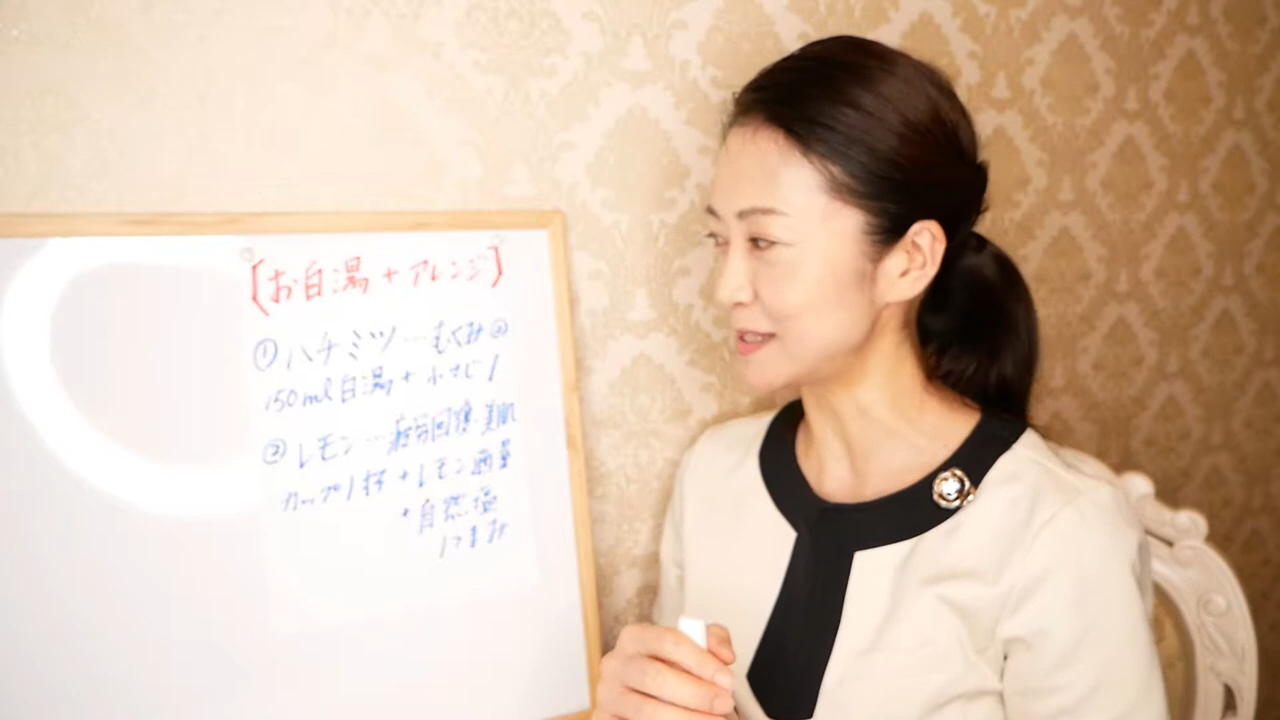 【お白湯+アレンジ】
① ハチミツ…むくみ◎
150ml白湯+小さじ1
② レモン…疲労回復・美肌
カップ1杯+レモン適量
+自然塩
1つまみ